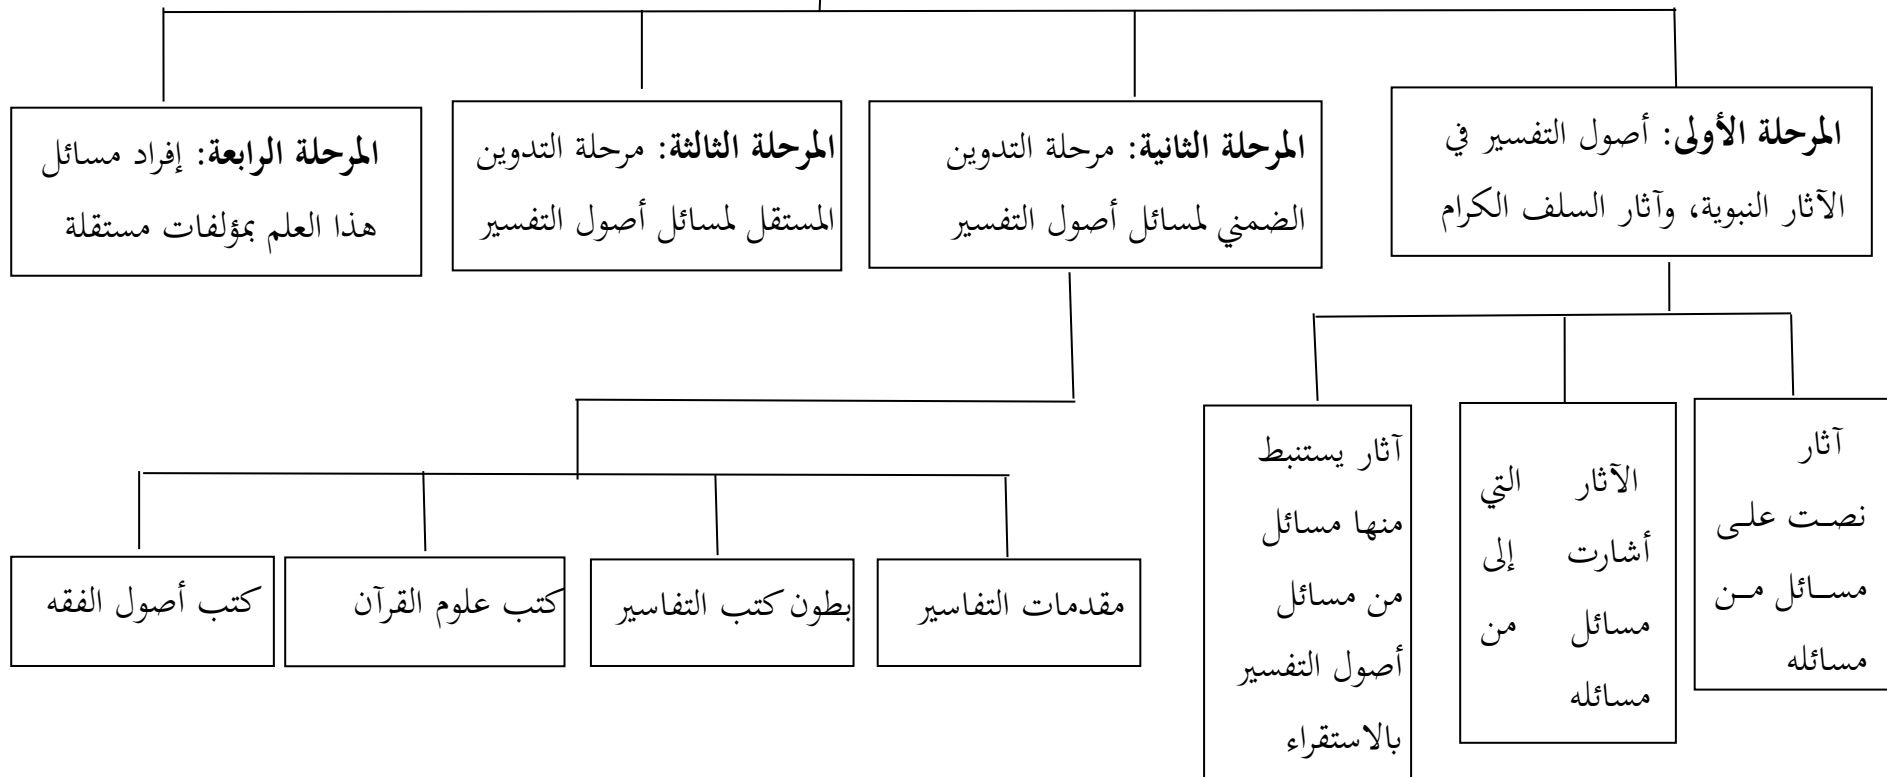 المرحلة الأولى: أصول التفسير في
الآثار النبوية، وآثار السلف الكرام
المرحلة الثانية: مرحلة التدوين
الضمني لمسائل أصول التفسير
المرحلة الثالثة: مرحلة التدوين
المستقل لمسائل أصول التفسير
المرحلة الرابعة: إفراد مسائل
هذا العلم بمؤلفات مستقلة
آثار
نصت على
مسائل من
مسائله
الآثار التي
أشارت إلى
مسائل من
مسائله
آثار يستنبط
منها مسائل
من مسائل
أصول التفسير
بالاستقراء
مقدمات التفاسير
بطون كتب التفاسير
كتب علوم القرآن
كتب أصول الفقه